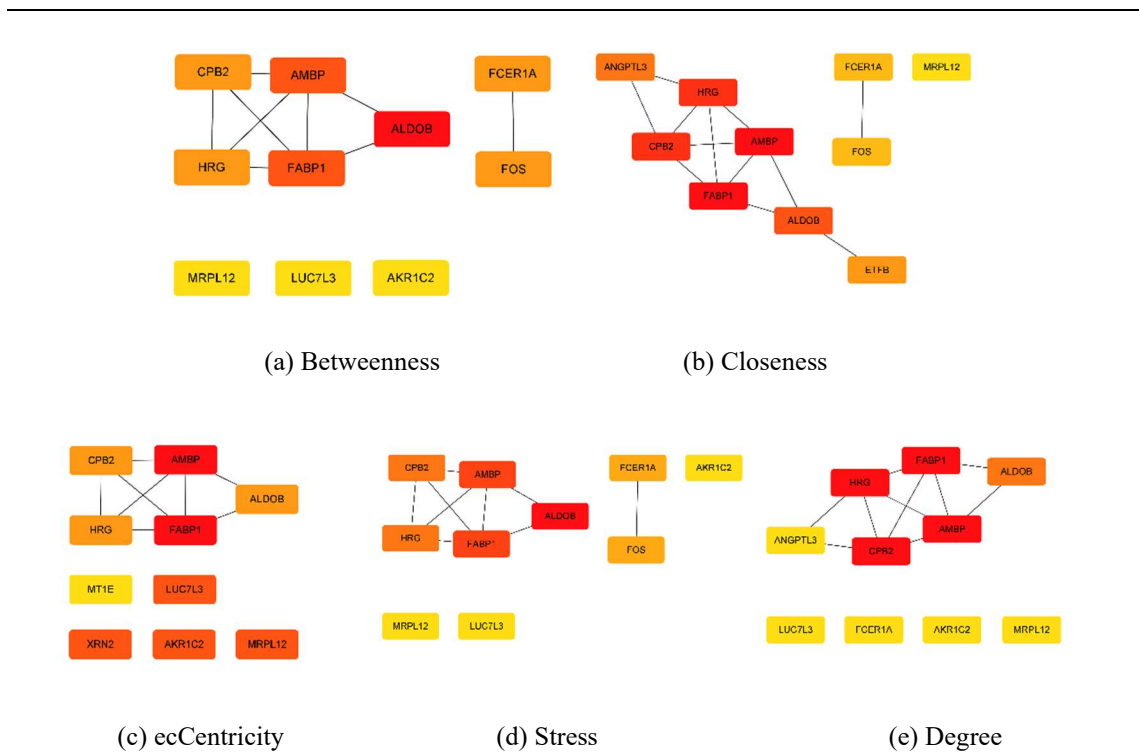 CPB2
AMBP
ALDOB
HRG
FABP1
FCER1A
FOS
MRPL12
LUC7L3
AKR1C2
ANGPTL3
HRG
CPB2
AMBP
FABP1
ALDOB
ETFB
FCER1A
MRPL12
FOS
(a) Betweenness
(b) Closeness
CPB2
AMBP
ALDOB
HRG
FABP1
MT1E
LUC7L3
XRN2
AKR1C2
MRPL12
CPB2
AMBP
ALDOB
HRG
FABP1
FCER1A
AKR1C2
FOS
MRPL12
LUC7L3
FABP1
ALDOB
HRG
AMBP
ANGPTL3
CPB2
LUC7L3
FCER1A
AKR1C2
MRPL12
(c) ecCentricity
(d) Stress
(e) Degree